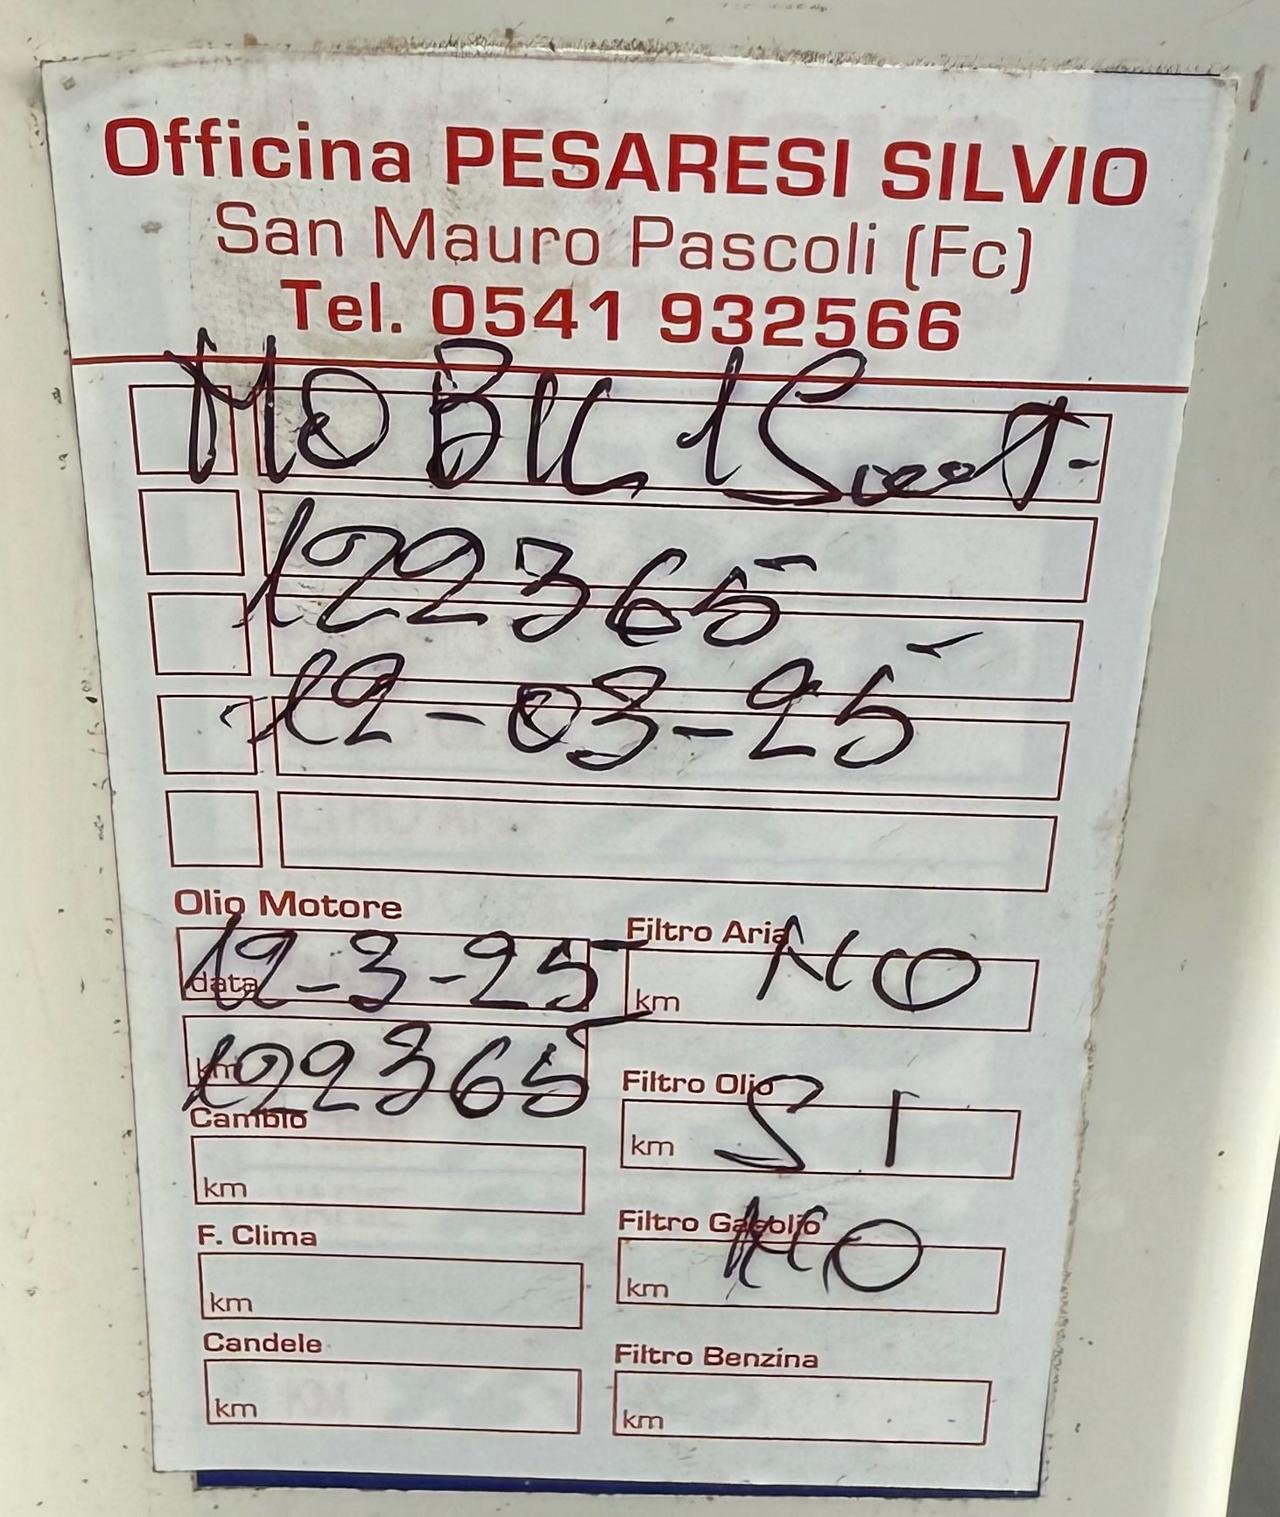 Officina PESARESI SILVIO
San Mauro Pascoli (Fc)
Tel. 0541 932566
MOBIL 1
122365
12-03-25
Olio Motore
data 12-3-25
km 122365
Filtro Aria
km NO
Cambio
km
Filtro Olio
km SI
F. Clima
km
Filtro Gasolio
km NO
Candele
km
Filtro Benzina
km